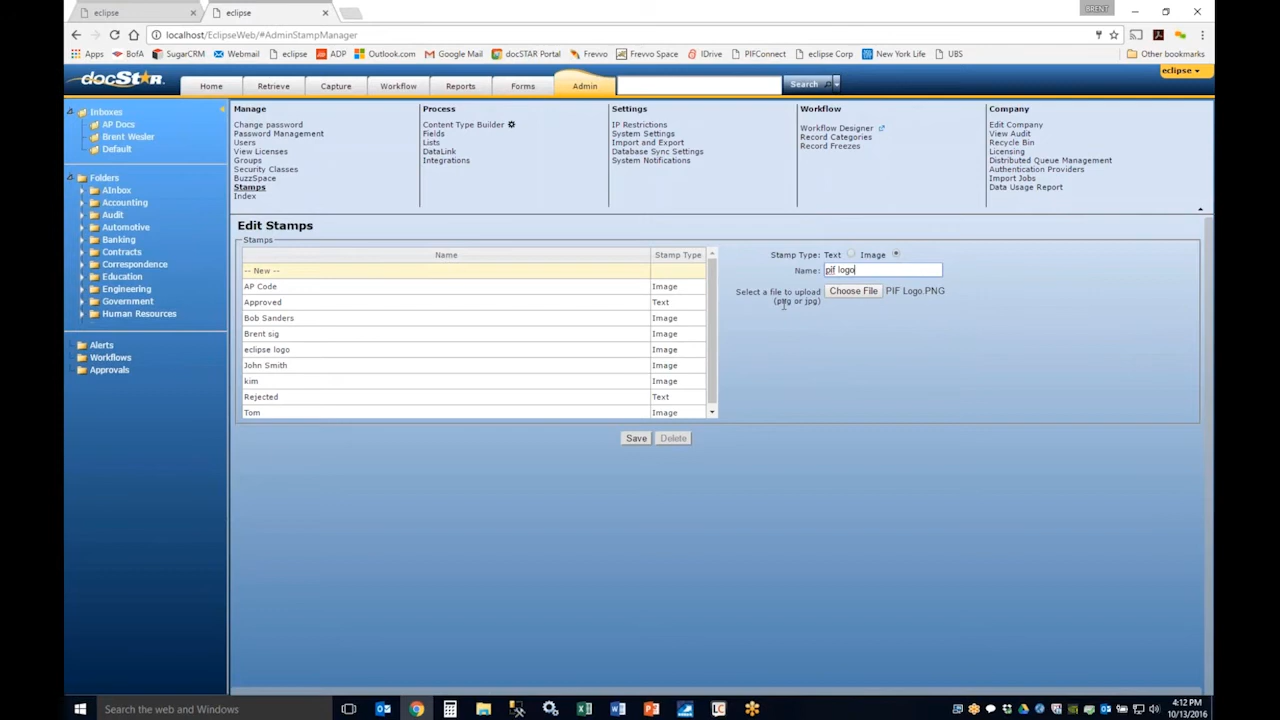 eclipse
eclipse
BRENT
localhost/EclipseWeb/#AdminStampManager
Apps BofA SugarCRM Webmail eclipse ADP Outlook.com Google Mail docSTAR Portal Frevvo Frevvo Space IDrive PIFConnect eclipse Corp New York Life UBS Other bookmarks
docSTAR
Home Retrieve Capture Workflow Reports Forms Admin Search eclipse
Inboxes
AP Docs
Brent Wesler
Default
Folders
AInbox
Accounting
Audit
Automotive
Banking
Contracts
Correspondence
Education
Engineering
Government
Human Resources
Alerts
Workflows
Approvals
Manage
Change password
Password Management
Users
View Licenses
Groups
Security Classes
BuzzSpace
Stamps
Index
Process
Content Type Builder
Fields
Lists
DataLink
Integrations
Settings
IP Restrictions
System Settings
Import and Export
Database Sync Settings
System Notifications
Workflow
Workflow Designer
Record Categories
Record Freezes
Company
Edit Company
View Audit
Recycle Bin
Licensing
Distributed Queue Management
Authentication Providers
Import Jobs
Data Usage Report
Edit Stamps
Stamps
Name Stamp Type
-- New --
AP Code Image
Approved Text
Bob Sanders Image
Brent sig Image
eclipse logo Image
John Smith Image
kim Image
Rejected Text
Tom Image
Stamp Type: Text Image
Name: pif logo
Select a file to upload (png or jpg) Choose File PIF Logo.PNG
Save Delete
Search the web and Windows
4:12 PM
10/13/2016